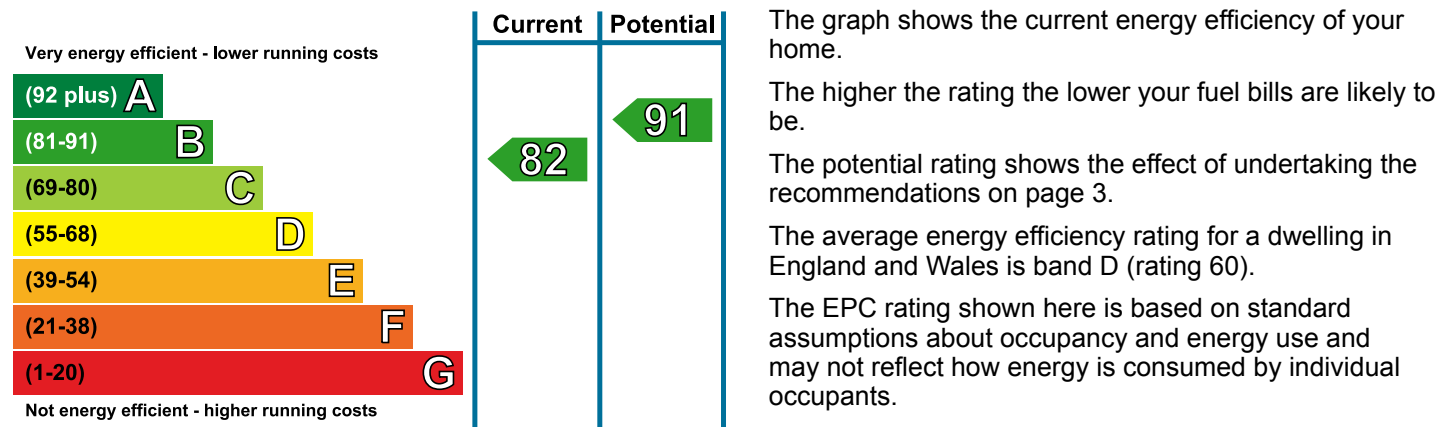 Current Potential
Very energy efficient - lower running costs
(92 plus) A
(81-91) B
(69-80) C
(55-68) D
(39-54) E
(21-38) F
(1-20) G
Not energy efficient - higher running costs
82
91
The graph shows the current energy efficiency of your
home.
The higher the rating the lower your fuel bills are likely to
be.
The potential rating shows the effect of undertaking the
recommendations on page 3.
The average energy efficiency rating for a dwelling in
England and Wales is band D (rating 60).
The EPC rating shown here is based on standard
assumptions about occupancy and energy use and
may not reflect how energy is consumed by individual
occupants.